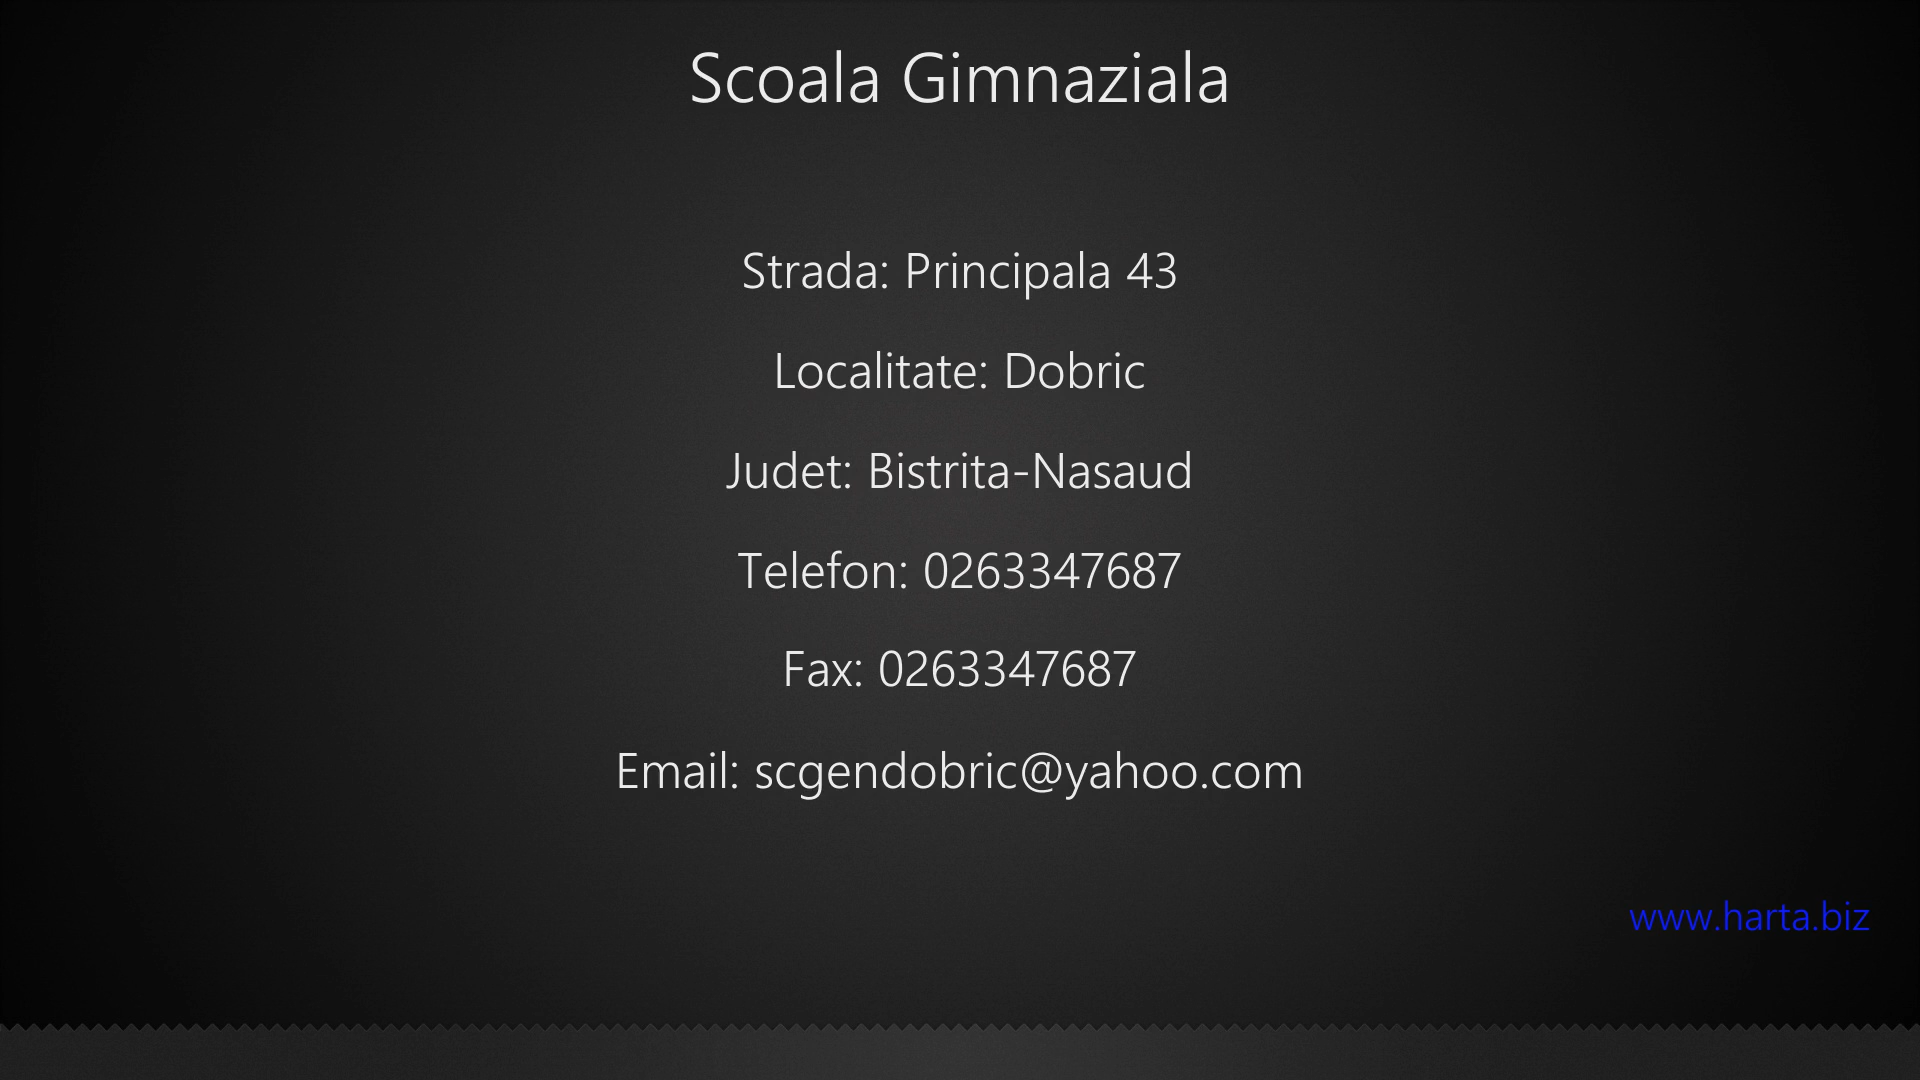 Scoala Gimnaziala
Strada: Principala 43
Localitate: Dobric
Judet: Bistrita-Nasaud
Telefon: 0263347687
Fax: 0263347687
Email: scgendobric@yahoo.com
www.harta.biz